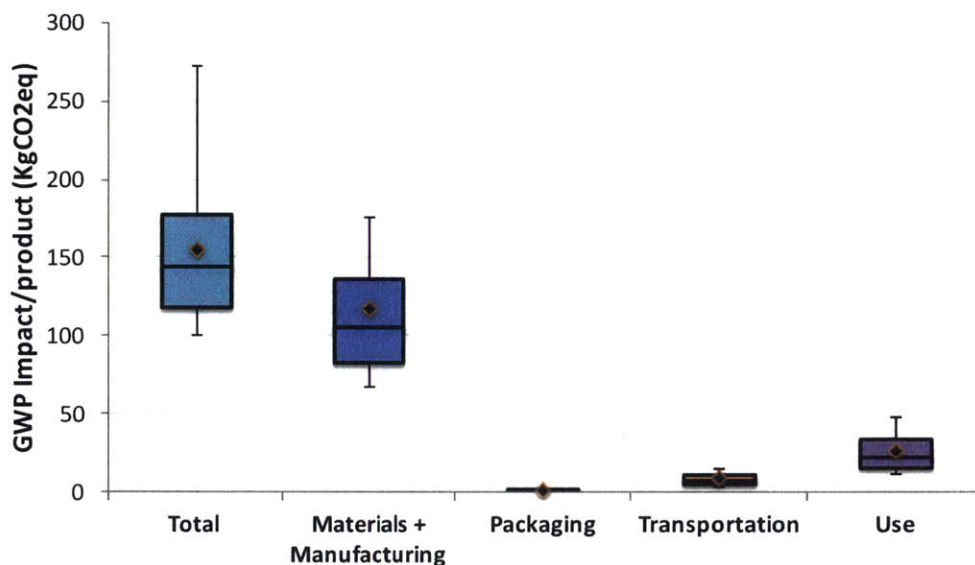 GWP Impact/product (KgCO2eq)
300
250
200
150
100
50
0
Total
Materials +
Manufacturing
Packaging
Transportation
Use